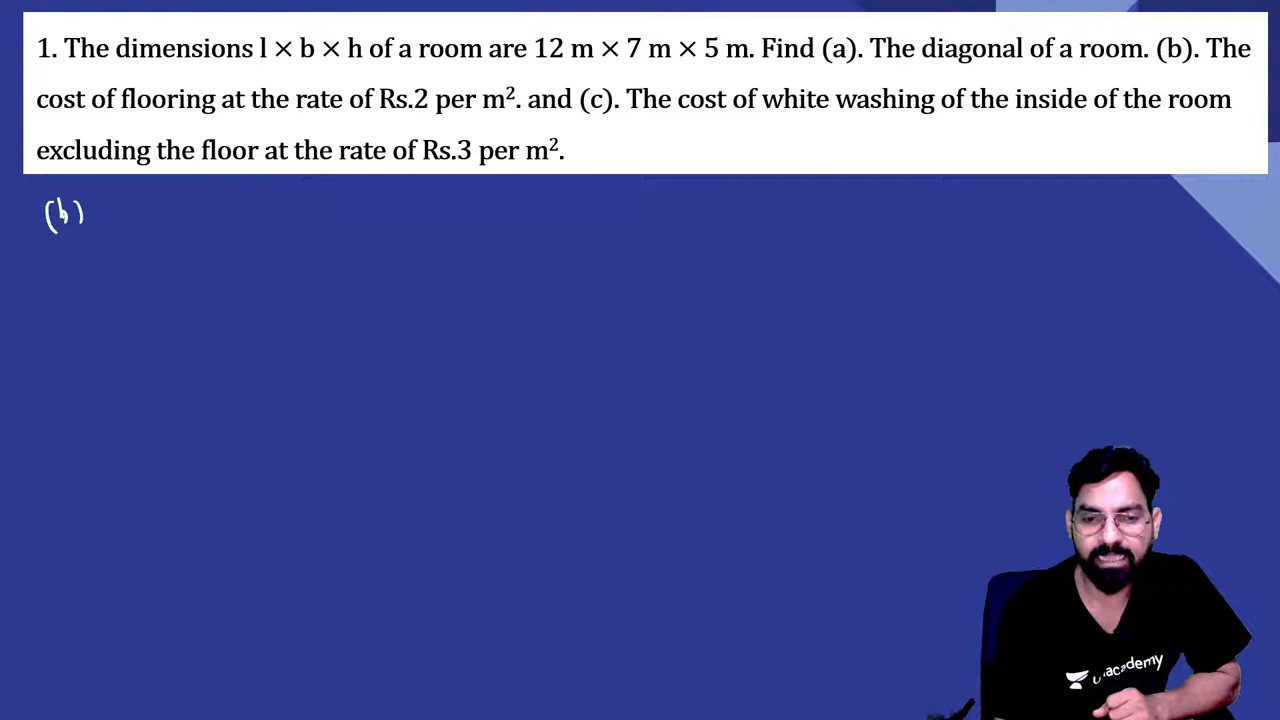 1. The dimensions l × b × h of a room are 12 m × 7 m × 5 m. Find (a). The diagonal of a room. (b). The
cost of flooring at the rate of Rs.2 per m². and (c). The cost of white washing of the inside of the room
excluding the floor at the rate of Rs.3 per m².
(b)
unacademy